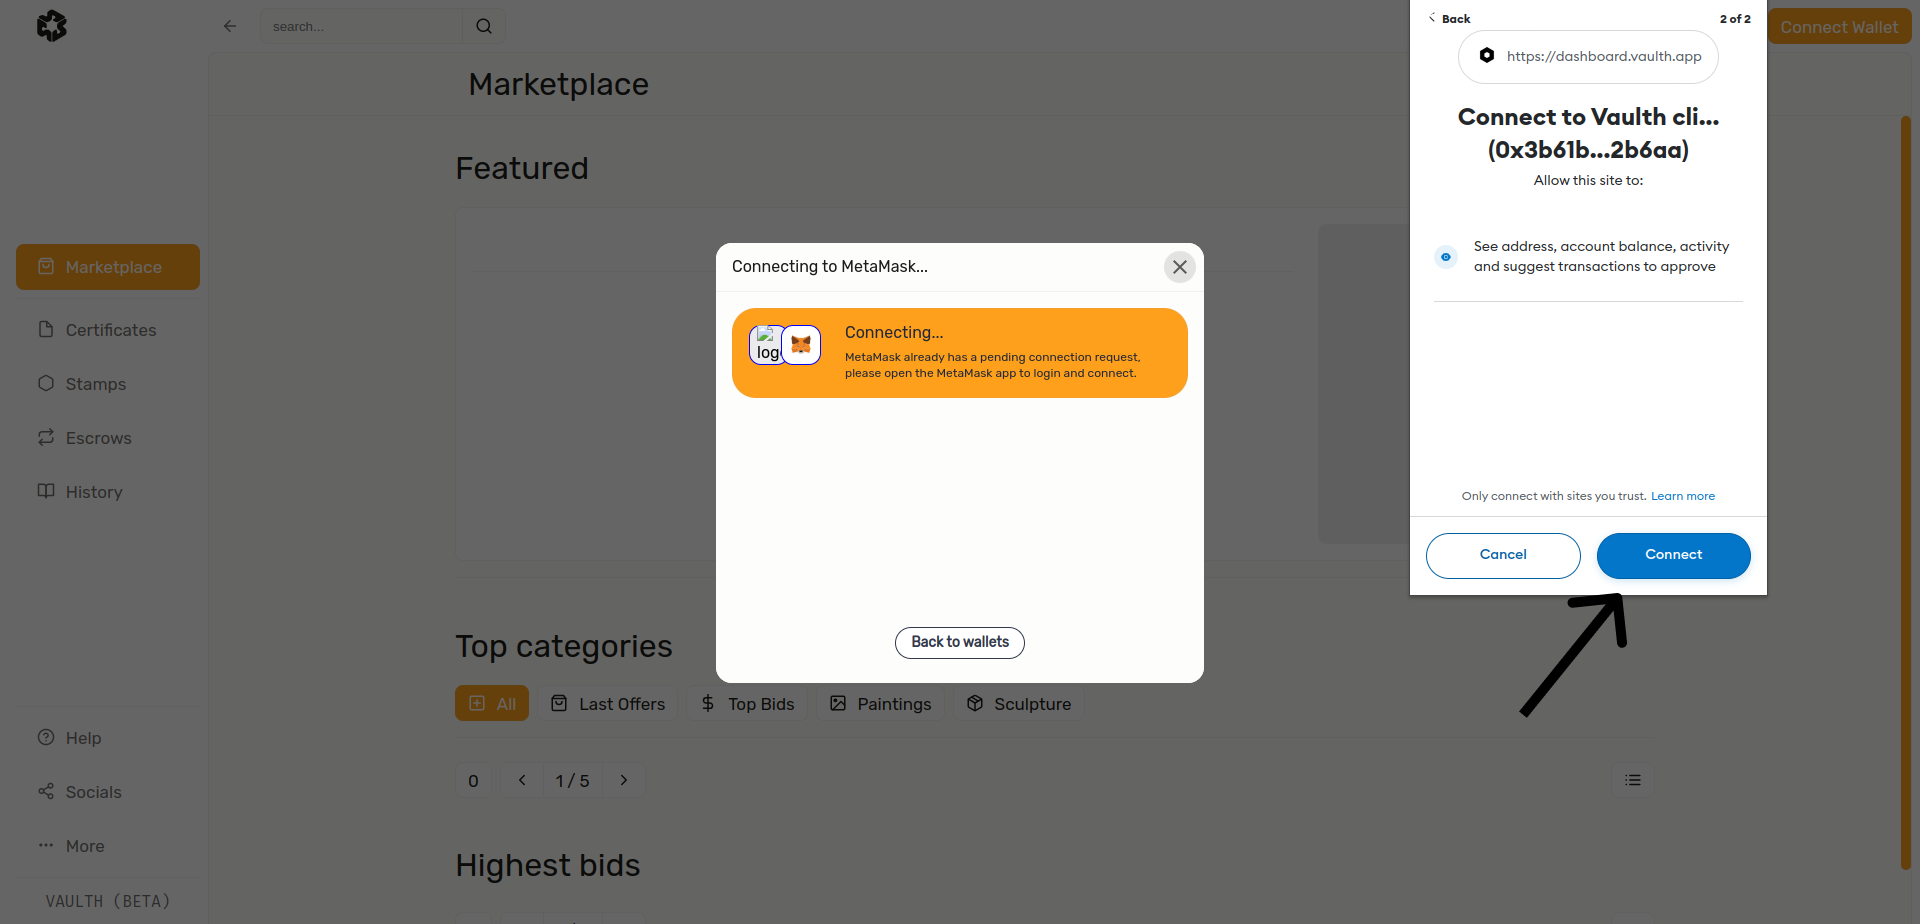 search...
Connect Wallet
Marketplace
Featured
Marketplace
Certificates
Stamps
Escrows
History
Help
Socials
More
VAULTH (BETA)
Connecting to MetaMask...
Connecting...
MetaMask already has a pending connection request,
please open the MetaMask app to login and connect.
Back to wallets
Top categories
All
Last Offers
Top Bids
Paintings
Sculpture
0
1 / 5
Highest bids
Back
2 of 2
https://dashboard.vaulth.app
Connect to Vaulth cli...
(0x3b61b...2b6aa)
Allow this site to:
See address, account balance, activity
and suggest transactions to approve
Only connect with sites you trust. Learn more
Cancel
Connect